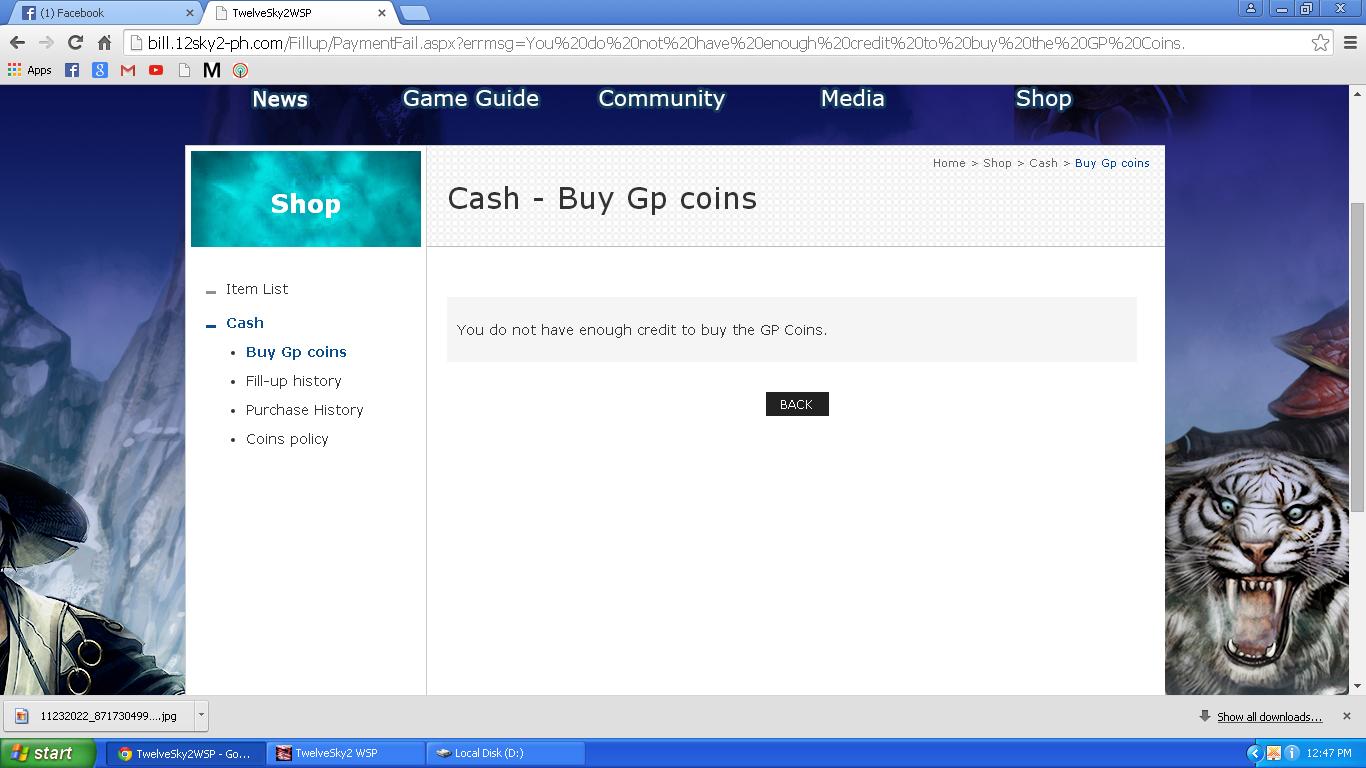 (1) Facebook
TwelveSky2WSP
bill.12sky2-ph.com/Fillup/PaymentFail.aspx?errmsg=You%20do%20not%20have%20enough%20credit%20to%20buy%20the%20GP%20Coins.
Apps
News Game Guide Community Media Shop
Home > Shop > Cash > Buy Gp coins
Shop
Cash - Buy Gp coins
Item List
Cash
Buy Gp coins
Fill-up history
Purchase History
Coins policy
You do not have enough credit to buy the GP Coins.
BACK
11232022_871730499....jpg
Show all downloads...
start
TwelveSky2WSP - Go...
TwelveSky2 WSP
Local Disk (D:)
12:47 PM